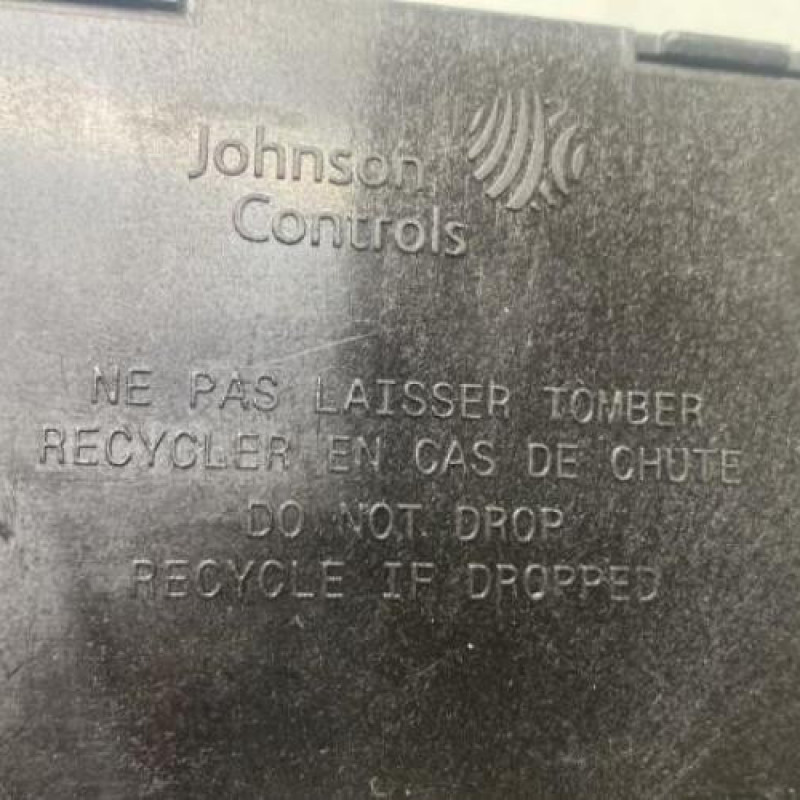 Johnson
Controls
NE PAS LAISSER TOMBER
RECYCLER EN CAS DE CHUTE
DO NOT DROP
RECYCLE IF DROPPED